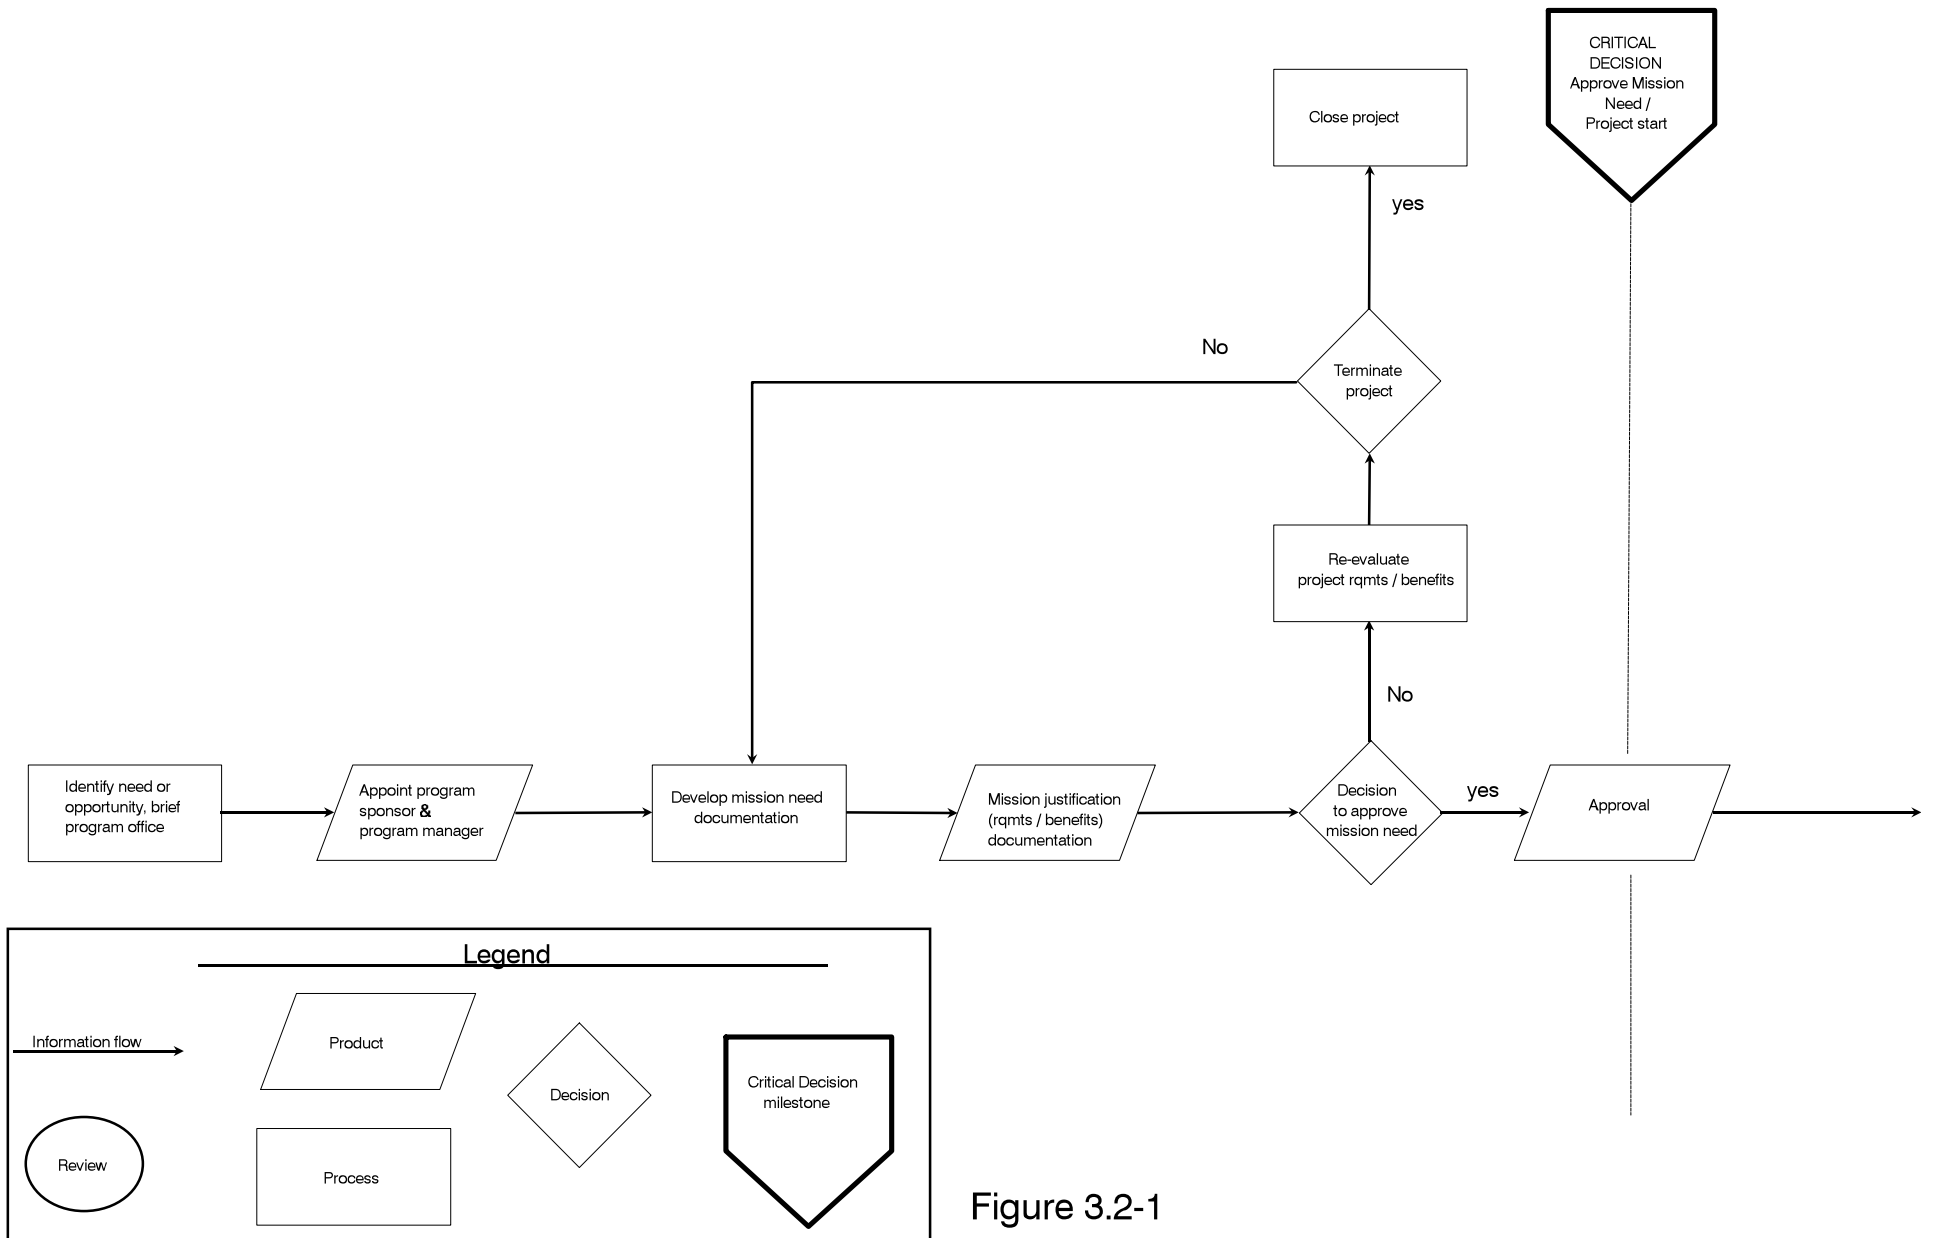 CRITICAL
DECISION
Approve Mission
Need /
Project start
Close project
yes
No
Terminate
project
Re-evaluate
project rqmts / benefits
No
Identify need or
opportunity, brief
program office
Appoint program
sponsor &
program manager
Develop mission need
documentation
Mission justification
(rqmts / benefits)
documentation
Decision
to approve
mission need
yes
Approval
Legend
Information flow
Product
Decision
Critical Decision
milestone
Review
Process
Figure 3.2-1